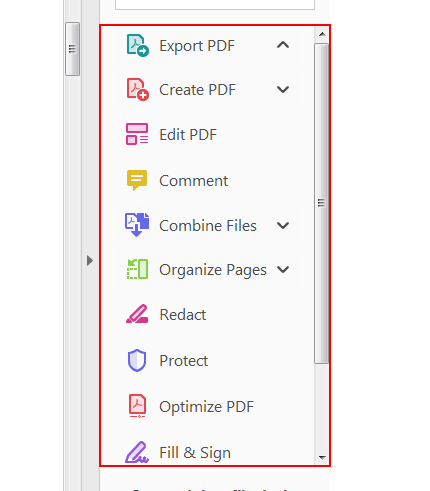 Export PDF
Create PDF
Edit PDF
Comment
Combine Files
Organize Pages
Redact
Protect
Optimize PDF
Fill & Sign